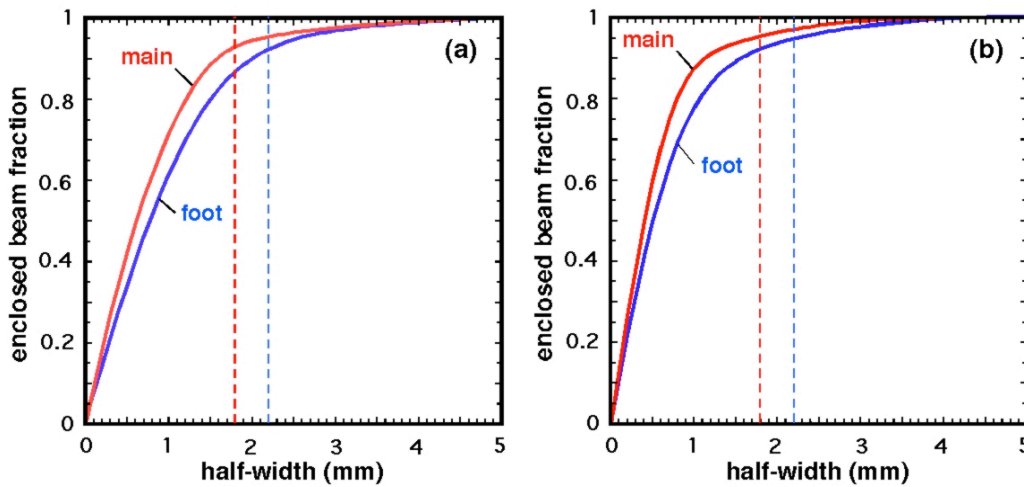 1
(a)
main
0.8
0.6
foot
0.4
0.2
0
0 1 2 3 4 5
half-width (mm)
enclosed beam fraction
1
(b)
main
0.8
foot
0.6
0.4
0.2
0
0 1 2 3 4 5
half-width (mm)
enclosed beam fraction